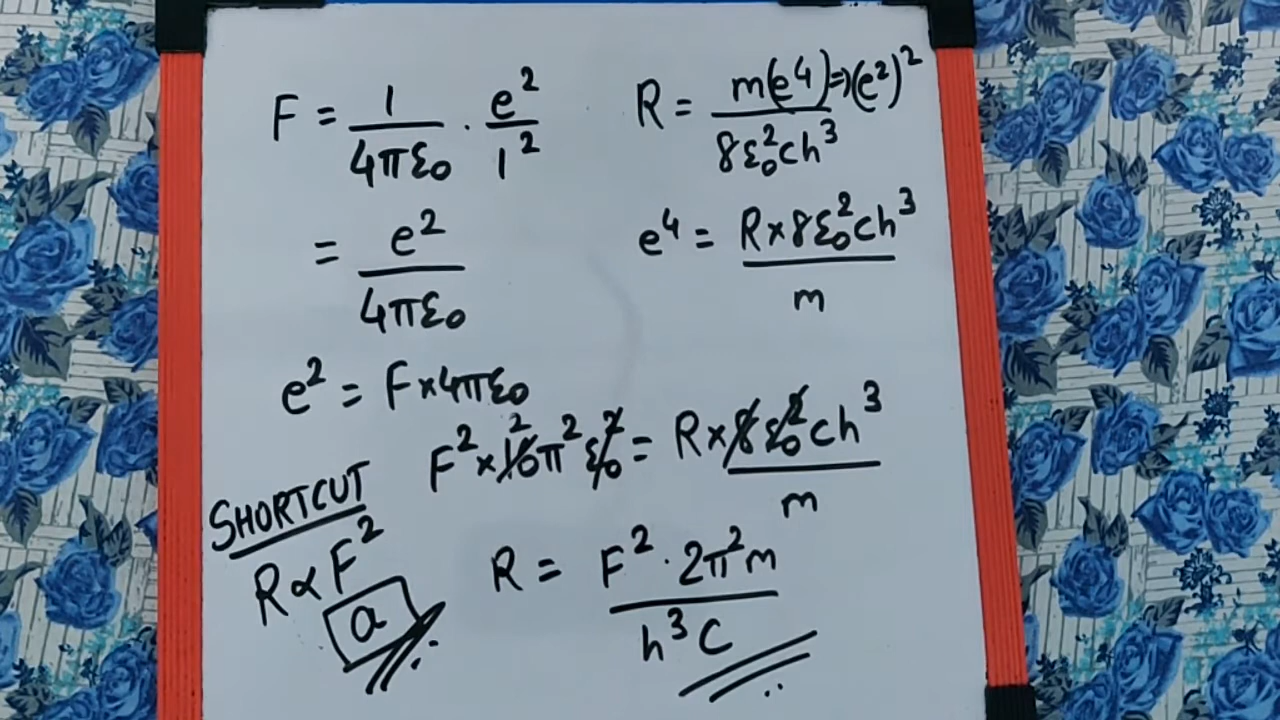 F = 1/4πε₀ · e²/1²
= e²/4πε₀
e² = F×4πε₀
R = m(e⁴)⇒(e²)²/8ε₀²ch³
e⁴ = R×8ε₀²ch³/m
F²×16²π²ε₀² = R×8ε₀²ch³/m
R = F²·2π²m/h³C
SHORTCUT
R∝F²
a